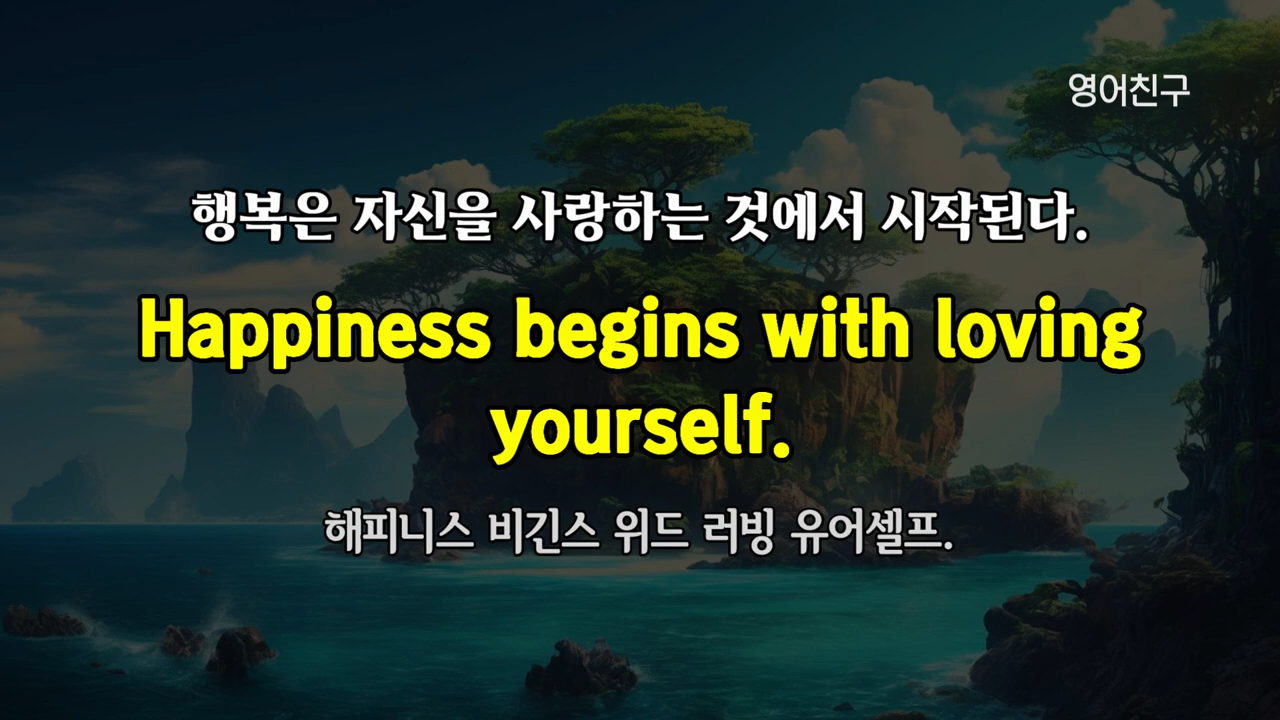 영어친구
행복은 자신을 사랑하는 것에서 시작된다.
Happiness begins with loving
yourself.
해피니스 비긴스 위드 러빙 유어셀프.